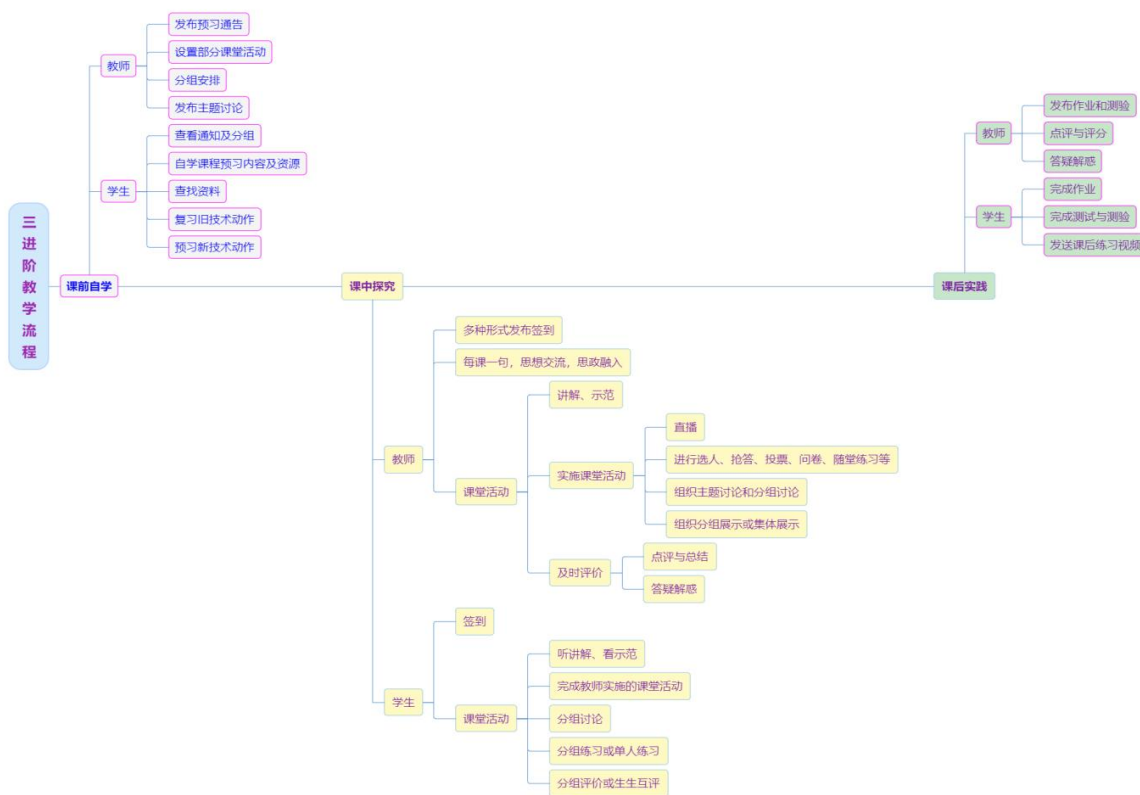 三进阶教学流程
课前自学
教师
发布预习通告
设置部分课堂活动
分组安排
发布主题讨论
学生
查看通知及分组
自学课程预习内容及资源
查找资料
复习旧技术动作
预习新技术动作
课中探究
教师
多种形式发布签到
每课一句，思想交流，思政融入
课堂活动
讲解、示范
实施课堂活动
直播
进行选人、抢答、投票、问卷、随堂练习等
组织主题讨论和分组讨论
组织分组展示或集体展示
及时评价
点评与总结
答疑解惑
学生
签到
课堂活动
听讲解、看示范
完成教师实施的课堂活动
分组讨论
分组练习或单人练习
分组评价或生生互评
课后实践
教师
发布作业和测验
点评与评分
答疑解惑
学生
完成作业
完成测试与测验
发送课后练习视频